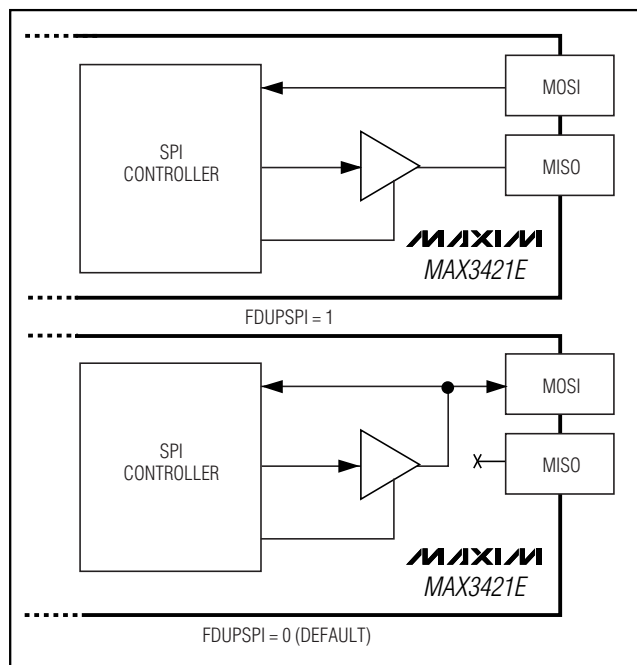 MOSI
SPI
CONTROLLER
MISO
MAXIM
MAX3421E
FDUPSPI = 1
MOSI
SPI
CONTROLLER
MISO
X
MAXIM
MAX3421E
FDUPSPI = 0 (DEFAULT)